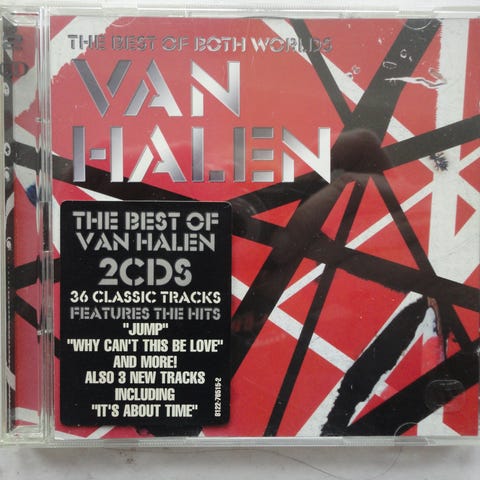 THE BEST OF BOTH WORLDS
VAN
HALEN
THE BEST OF
VAN HALEN
2CDS
36 CLASSIC TRACKS
FEATURES THE HITS
"JUMP"
"WHY CAN'T THIS BE LOVE"
AND MORE!
ALSO 3 NEW TRACKS
INCLUDING
"IT'S ABOUT TIME"
8122-76515-2